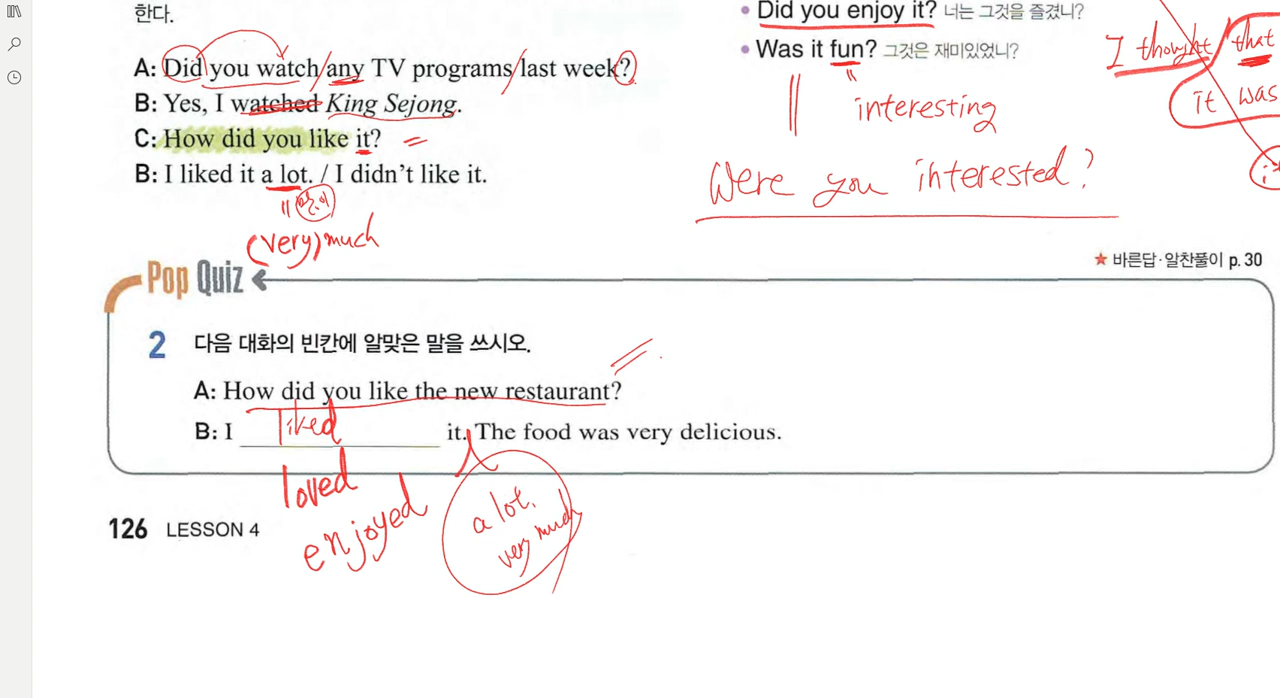 한다.
A: Did you watch/any TV programs/last week?
B: Yes, I watched King Sejong.
C: How did you like it?
B: I liked it a lot. / I didn't like it.
" 많이
(very) much
• Did you enjoy it? 너는 그것을 즐겼니?
• Was it fun? 그것은 재미있었니?
" interesting
Were you interested?
I thought / that
it was
★ 바른답·알찬풀이 p. 30
Pop Quiz
2 다음 대화의 빈칸에 알맞은 말을 쓰시오.
A: How did you like the new restaurant?
B: I liked it. The food was very delicious.
loved
enjoyed
a lot.
very much
126 LESSON 4